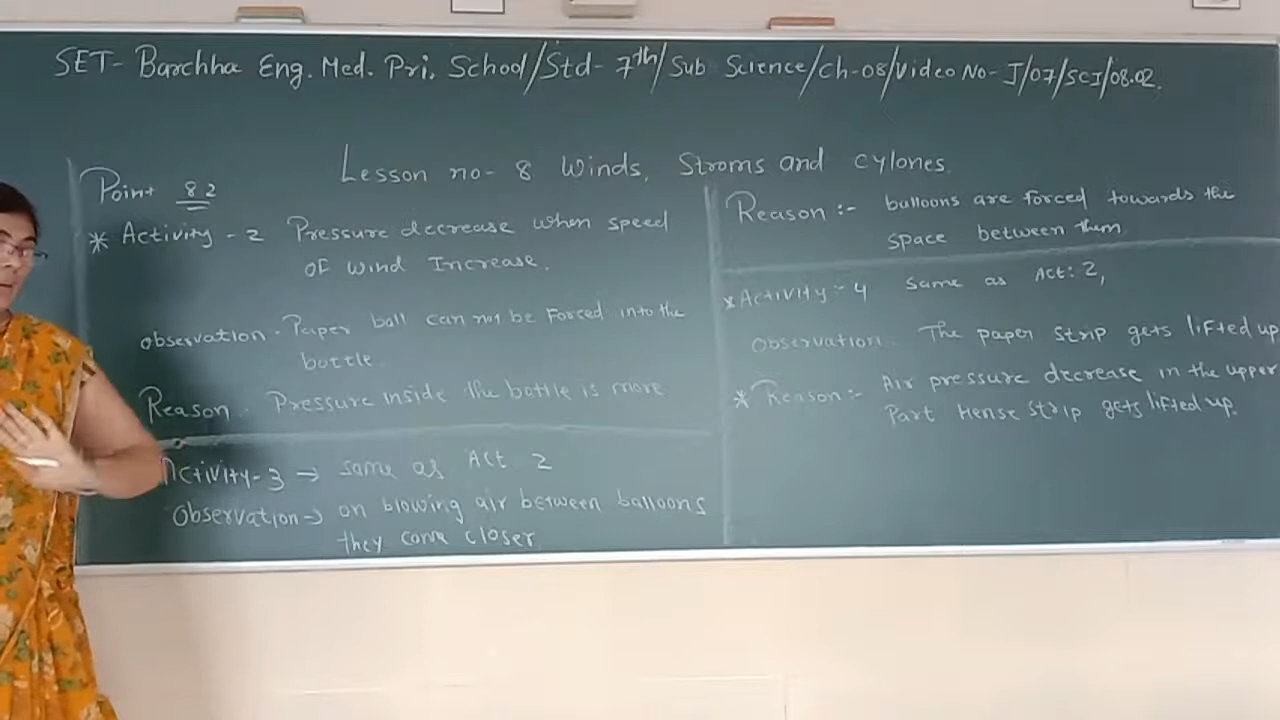 SET- Barchha Eng. Med. Pri. School/Std- 7th/Sub Science/Ch-08/Video No- J/07/SCI/08.02.
Lesson no- 8 Winds, Stroms and cylones.
Point 8.2
* Activity - 2 Pressure decrease when speed
of wind Increase.
observation - Paper ball can not be Forced into the
bottle.
Reason - Pressure inside the bottle is more
Activity-3 → same as Act 2
Observation → on blowing air between balloons
they come closer
Reason :- balloons are forced towards the
space between them.
* Activity - 4 same as Act: 2,
Observation. The paper strip gets lifted up
* Reason:- Air pressure decrease in the upper
Part Hense strip gets lifted up.